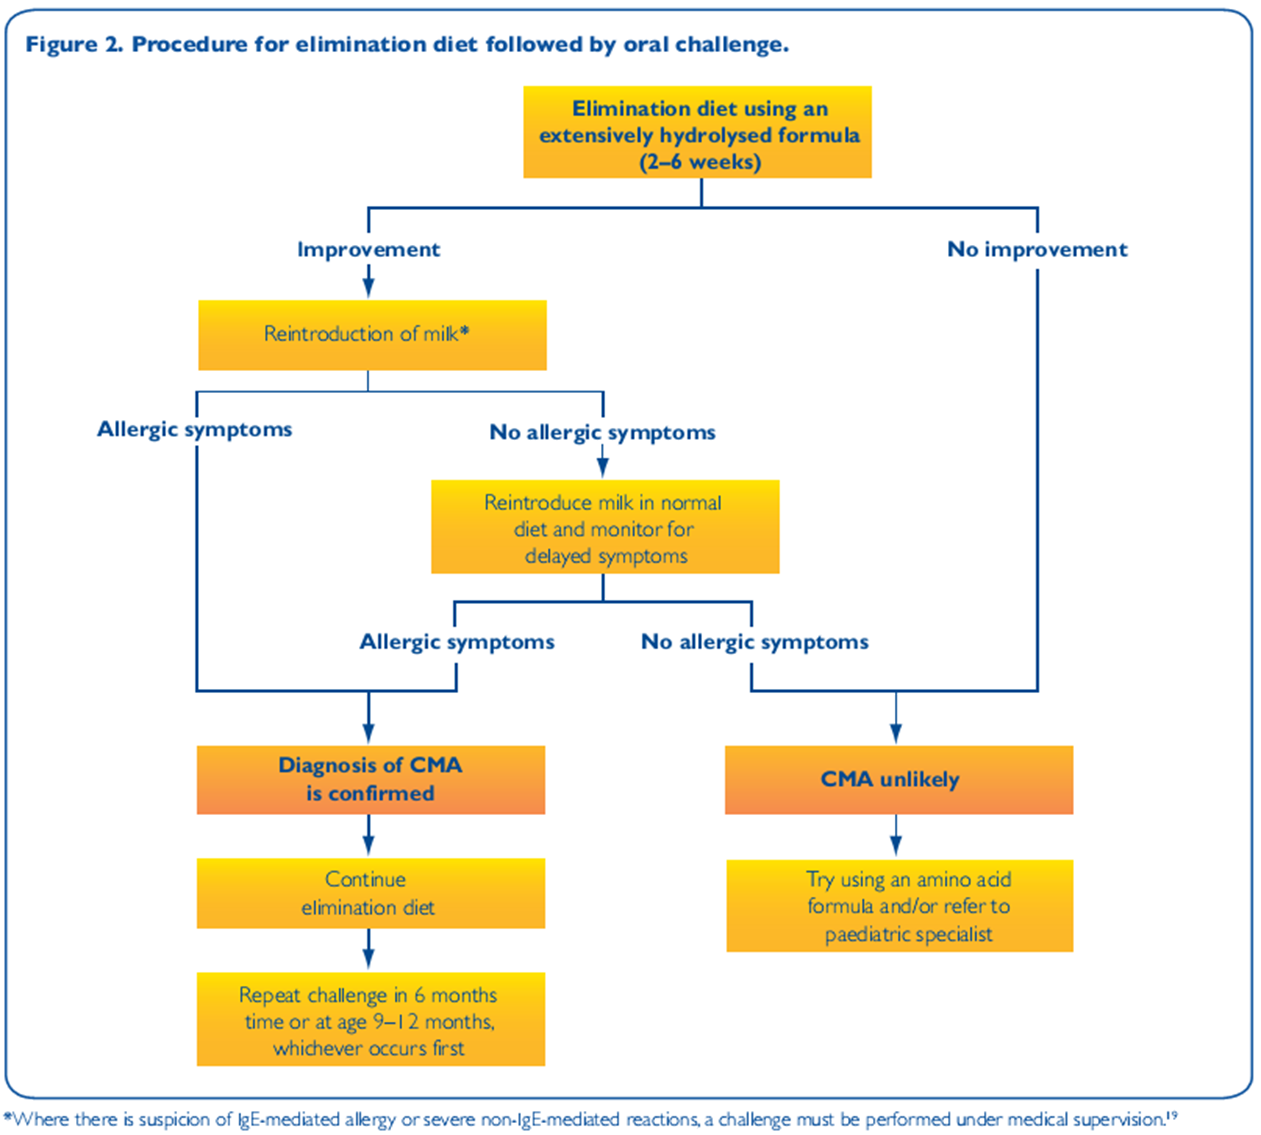 Figure 2. Procedure for elimination diet followed by oral challenge.
Elimination diet using an
extensively hydrolysed formula
(2–6 weeks)
Improvement
No improvement
Reintroduction of milk*
Allergic symptoms
No allergic symptoms
Reintroduce milk in normal
diet and monitor for
delayed symptoms
Allergic symptoms
No allergic symptoms
Diagnosis of CMA
is confirmed
CMA unlikely
Continue
elimination diet
Try using an amino acid
formula and/or refer to
paediatric specialist
Repeat challenge in 6 months
time or at age 9–12 months,
whichever occurs first
*Where there is suspicion of IgE-mediated allergy or severe non-IgE-mediated reactions, a challenge must be performed under medical supervision.19